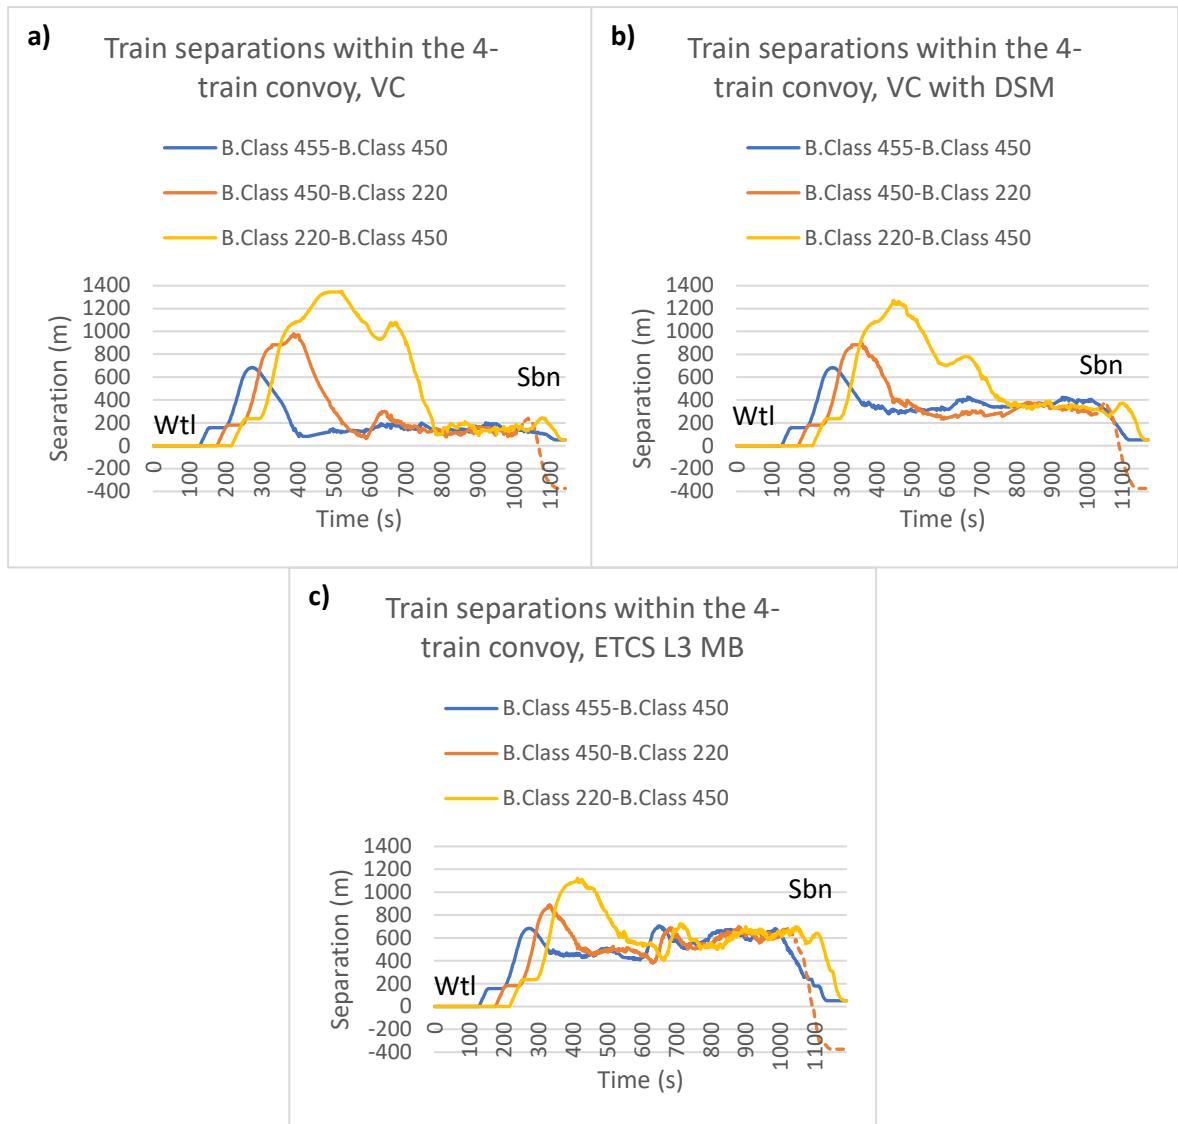 a)
Train separations within the 4-
train convoy, VC
B.Class 455-B.Class 450
B.Class 450-B.Class 220
B.Class 220-B.Class 450
1400
1200
1000
800
600
400
200
0
-200
-400
Searation (m)
Wtl
Sbn
0 100 200 300 400 500 600 700 800 900 1000 1100
Time (s)
b)
Train separations within the 4-
train convoy, VC with DSM
B.Class 455-B.Class 450
B.Class 450-B.Class 220
B.Class 220-B.Class 450
1400
1200
1000
800
600
400
200
0
-200
-400
Separation (m)
Wtl
Sbn
0 100 200 300 400 500 600 700 800 900 1000 1100
Time (s)
c)
Train separations within the 4-
train convoy, ETCS L3 MB
B.Class 455-B.Class 450
B.Class 450-B.Class 220
B.Class 220-B.Class 450
1400
1200
1000
800
600
400
200
0
-200
-400
Separation (m)
Wtl
Sbn
0 100 200 300 400 500 600 700 800 900 1000 1100
Time (s)